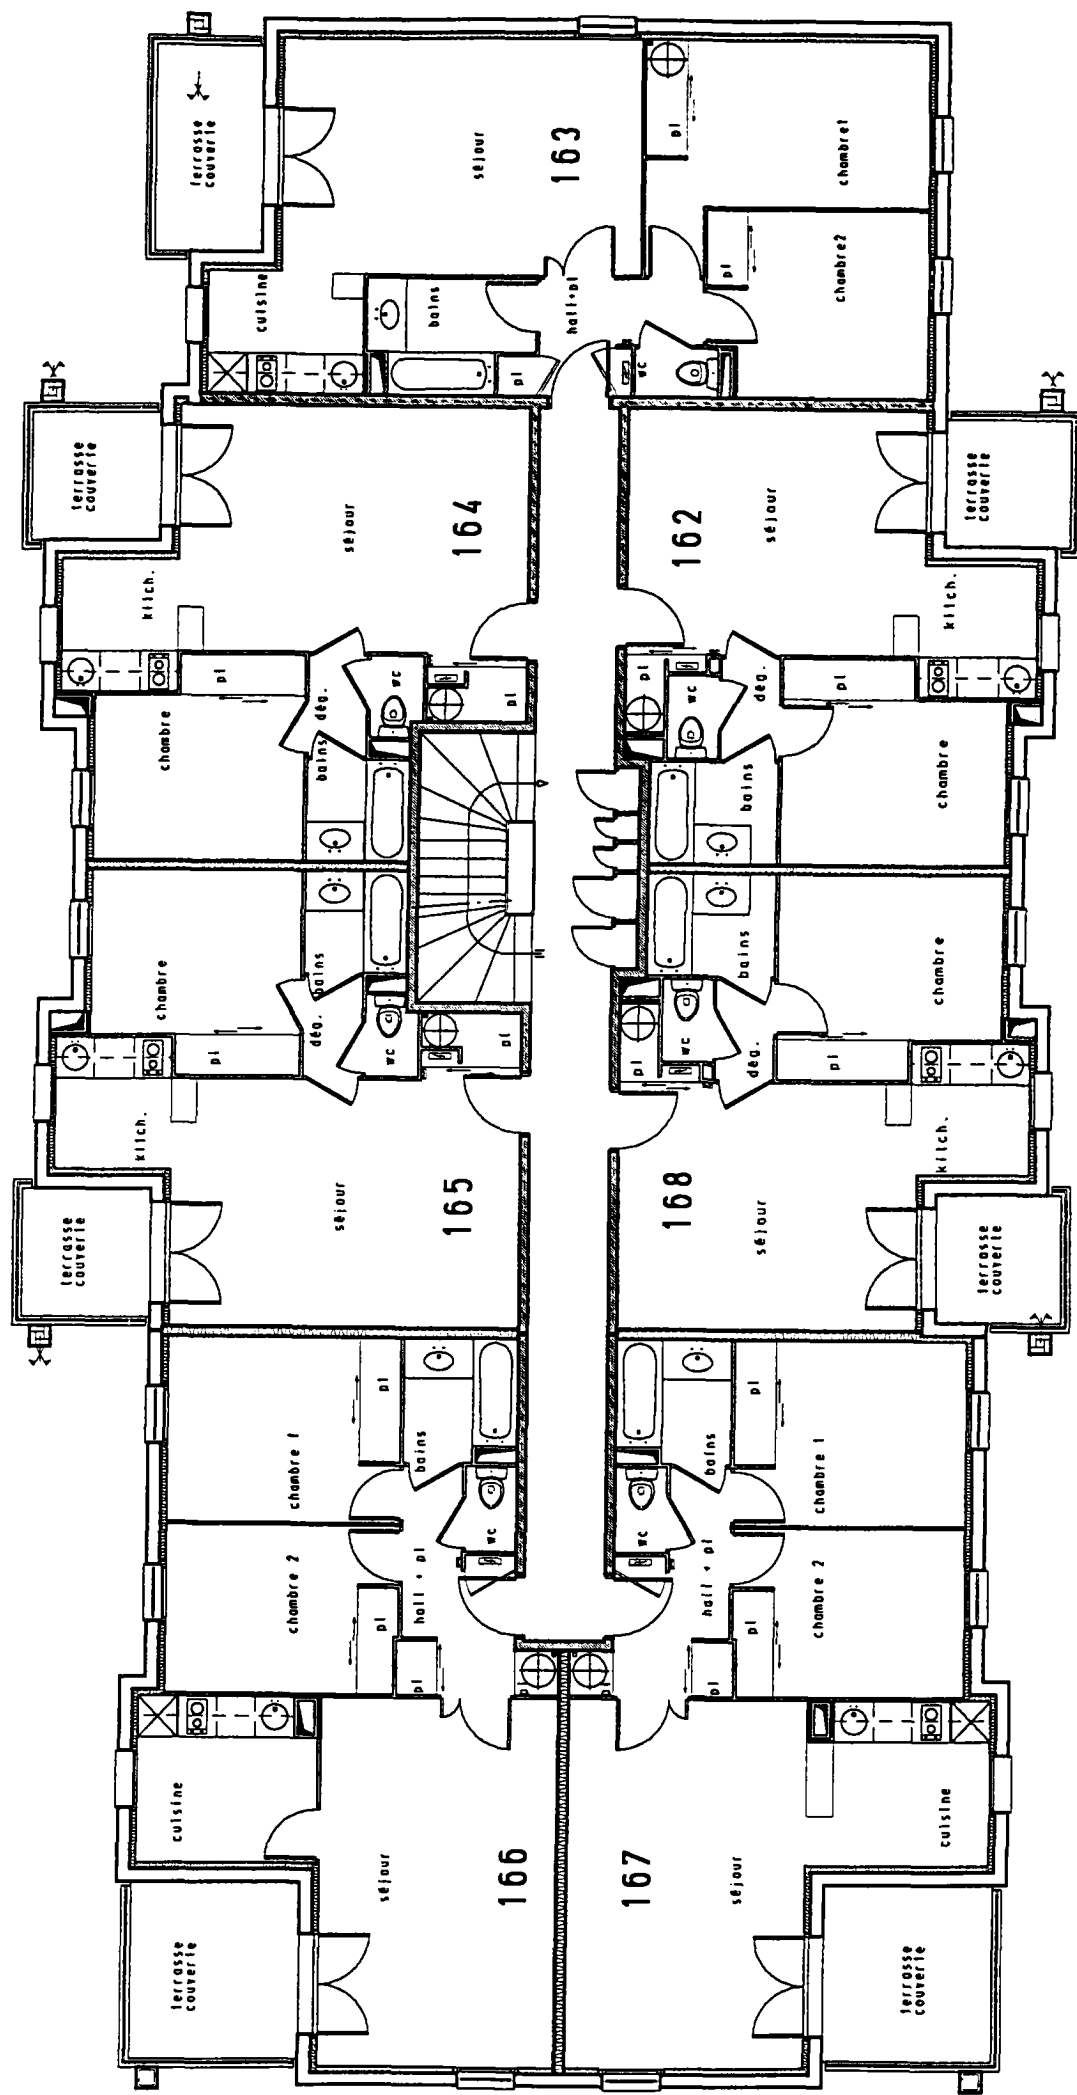 terrasse
couverte
cuisine
séjour
166
chambre 2
chambre 1
pl
pl
pl
hall + pl
wc
bains
terrasse
couverte
kitch.
séjour
165
chambre
pl
dég.
bains
wc
pl
terrasse
couverte
kitch.
séjour
164
chambre
pl
dég.
bains
wc
pl
terrasse
couverte
cuisine
séjour
163
bains
pl
hall+pl
wc
pl
pl
chambre2
chambre1
167
séjour
cuisine
terrasse
couverte
pl
hall + pl
wc
bains
pl
pl
chambre 2
chambre 1
168
séjour
kitch.
terrasse
couverte
pl
wc
dég.
bains
pl
chambre
162
séjour
kitch.
terrasse
couverte
pl
wc
dég.
bains
pl
chambre